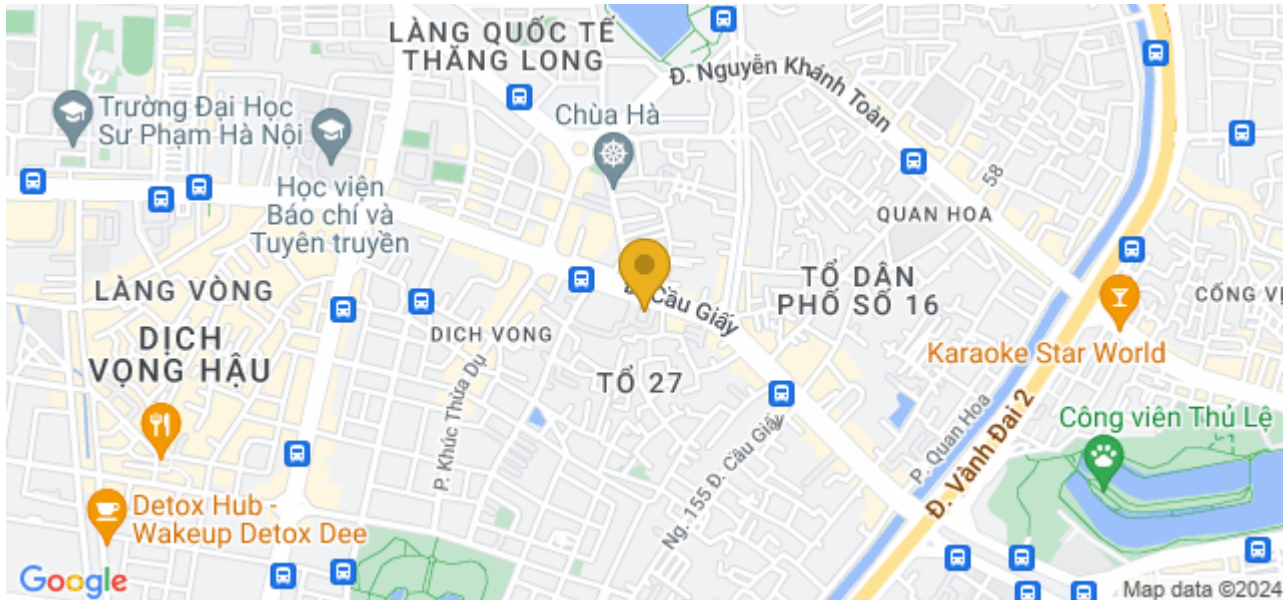 LÀNG QUỐC TẾ
THĂNG LONG
Đ. Nguyễn Khánh Toàn
Trường Đại Học
Sư Phạm Hà Nội
Chùa Hà
58
Học viện
Báo chí và
Tuyên truyền
QUAN HOA
LÀNG VÒNG
TỔ DÂN
PHỐ SỐ 16
CỐNG VỊ
Cầu Giấy
DICH VONG
DỊCH
VỌNG HẬU
Karaoke Star World
TỔ 27
P. Khúc Thừa Dụ
Ng. 155 Đ. Cầu Giấy
P. Quan Hoa
Đ. Vành Đai 2
Công viên Thủ Lệ
Detox Hub -
Wakeup Detox Dee
Google
Map data ©2024